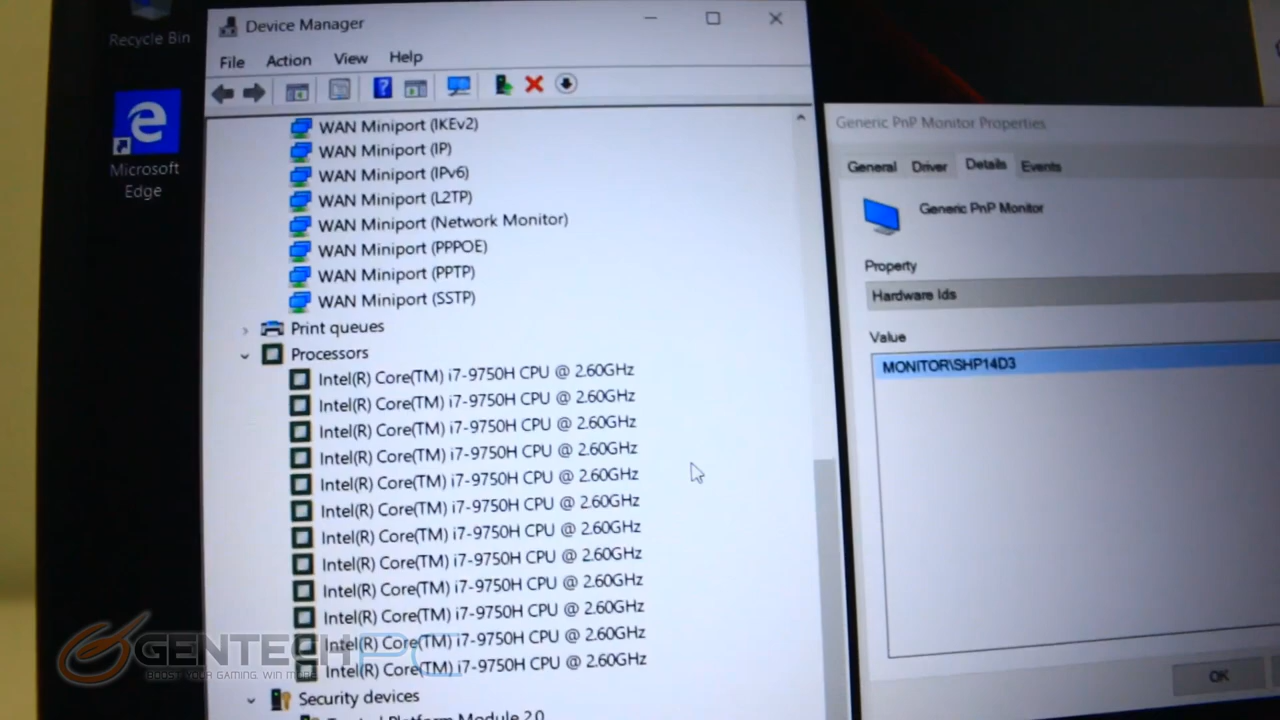 Recycle Bin
Microsoft
Edge
Device Manager
File Action View Help
WAN Miniport (IKEv2)
WAN Miniport (IP)
WAN Miniport (IPv6)
WAN Miniport (L2TP)
WAN Miniport (Network Monitor)
WAN Miniport (PPPOE)
WAN Miniport (PPTP)
WAN Miniport (SSTP)
Print queues
Processors
Intel(R) Core(TM) i7-9750H CPU @ 2.60GHz
Intel(R) Core(TM) i7-9750H CPU @ 2.60GHz
Intel(R) Core(TM) i7-9750H CPU @ 2.60GHz
Intel(R) Core(TM) i7-9750H CPU @ 2.60GHz
Intel(R) Core(TM) i7-9750H CPU @ 2.60GHz
Intel(R) Core(TM) i7-9750H CPU @ 2.60GHz
Intel(R) Core(TM) i7-9750H CPU @ 2.60GHz
Intel(R) Core(TM) i7-9750H CPU @ 2.60GHz
Intel(R) Core(TM) i7-9750H CPU @ 2.60GHz
Intel(R) Core(TM) i7-9750H CPU @ 2.60GHz
Intel(R) Core(TM) i7-9750H CPU @ 2.60GHz
Intel(R) Core(TM) i7-9750H CPU @ 2.60GHz
Security devices
Trusted Platform Module 2.0
Generic PnP Monitor Properties
General Driver Details Events
Generic PnP Monitor
Property
Hardware Ids
Value
MONITOR\SHP14D3
OK
GENTECH PC
BOOST YOUR GAMING. WIN MORE.